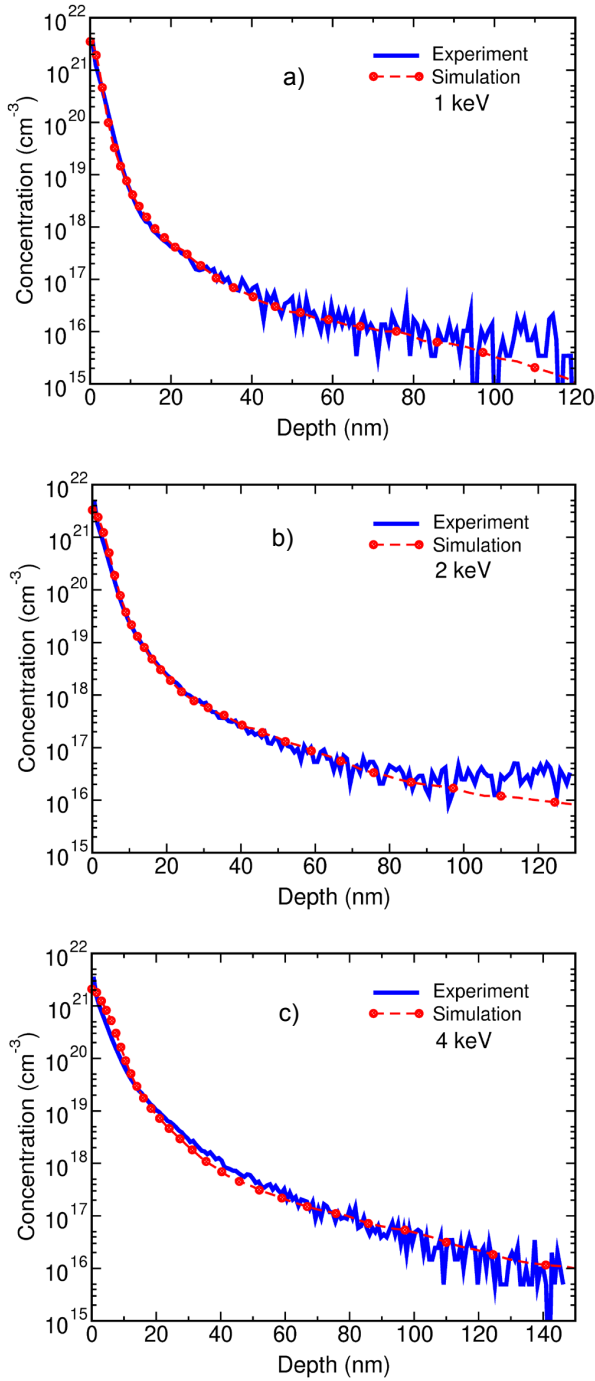 10^22
Experiment
10^21
a)
Simulation
1 keV
10^20
10^19
10^18
10^17
10^16
10^15
Concentration (cm^-3)
0 20 40 60 80 100 120
Depth (nm)
10^22
Experiment
10^21
b)
Simulation
2 keV
10^20
10^19
10^18
10^17
10^16
10^15
Concentration (cm^-3)
0 20 40 60 80 100 120
Depth (nm)
10^22
Experiment
10^21
c)
Simulation
4 keV
10^20
10^19
10^18
10^17
10^16
10^15
Concentration (cm^-3)
0 20 40 60 80 100 120 140
Depth (nm)